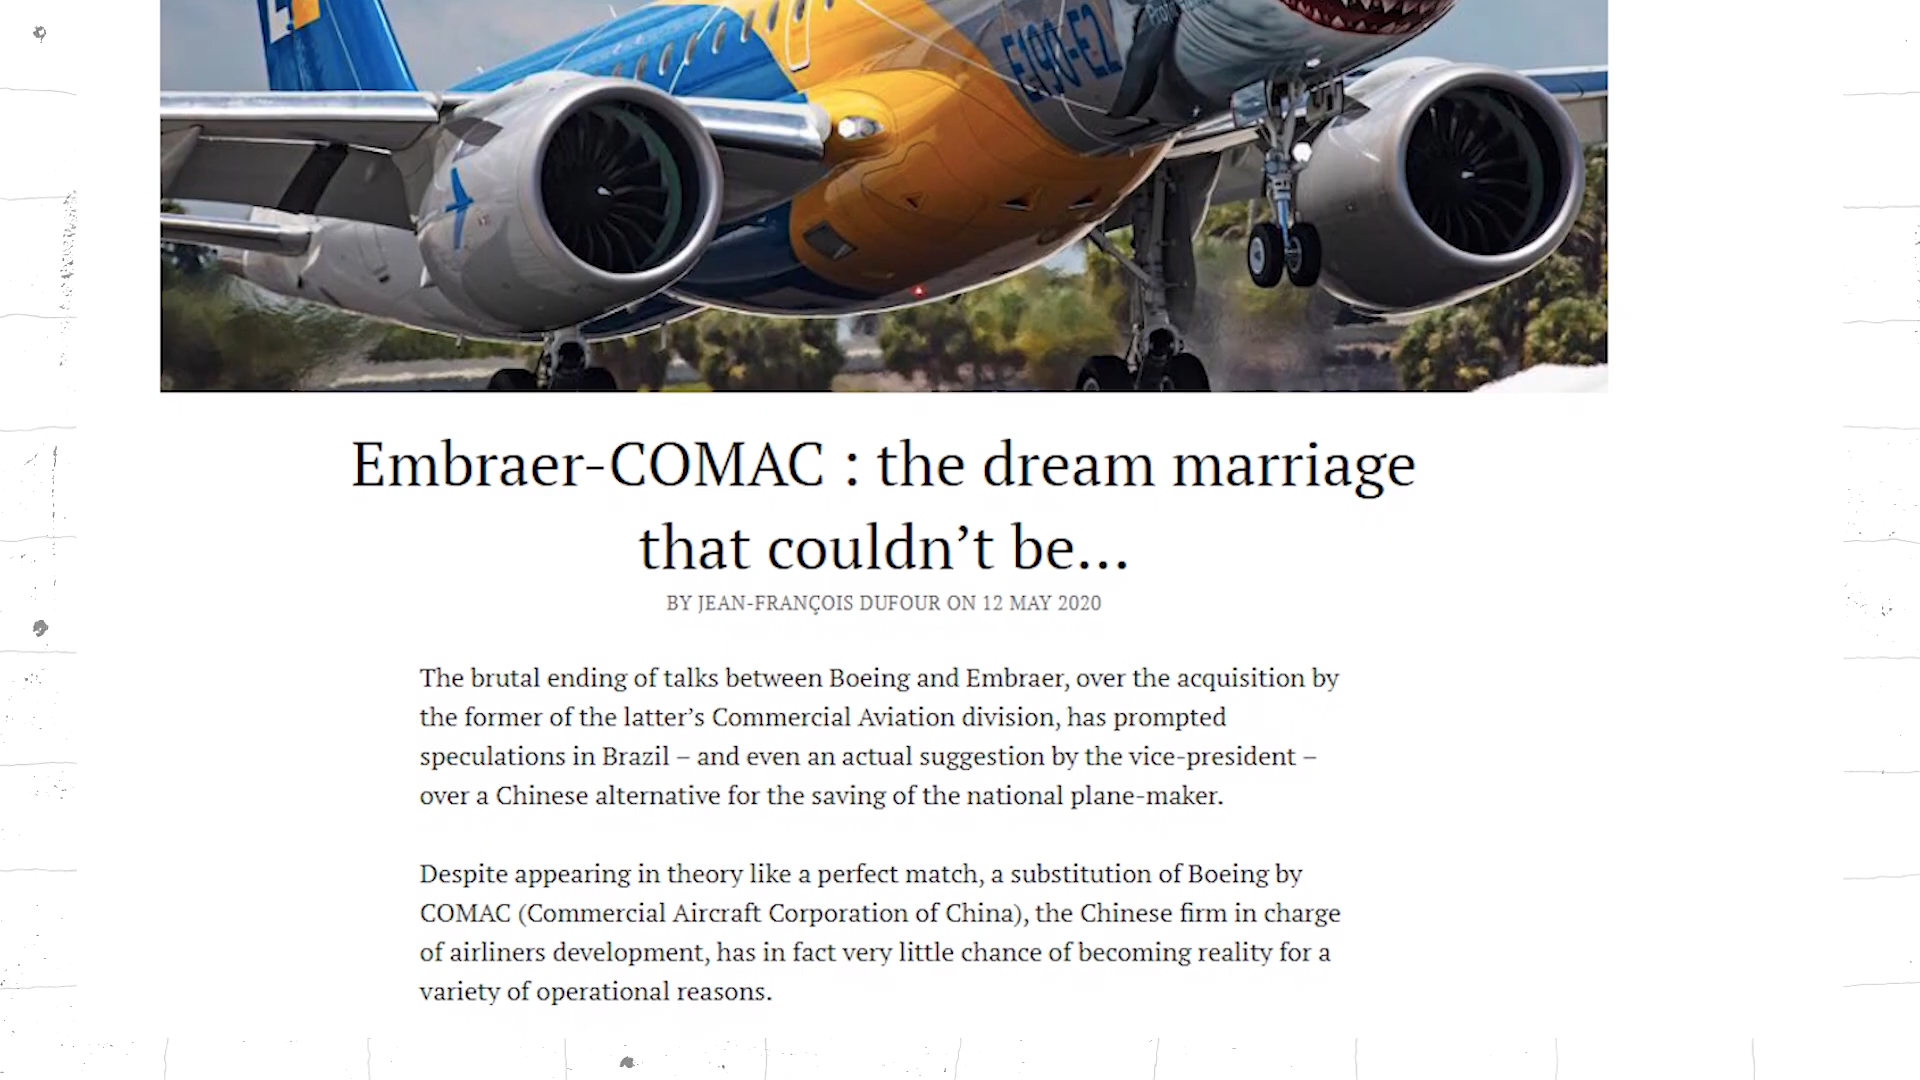 E190-E2
Embraer-COMAC : the dream marriage
that couldn’t be…
BY JEAN-FRANÇOIS DUFOUR ON 12 MAY 2020
The brutal ending of talks between Boeing and Embraer, over the acquisition by
the former of the latter’s Commercial Aviation division, has prompted
speculations in Brazil – and even an actual suggestion by the vice-president –
over a Chinese alternative for the saving of the national plane-maker.
Despite appearing in theory like a perfect match, a substitution of Boeing by
COMAC (Commercial Aircraft Corporation of China), the Chinese firm in charge
of airliners development, has in fact very little chance of becoming reality for a
variety of operational reasons.